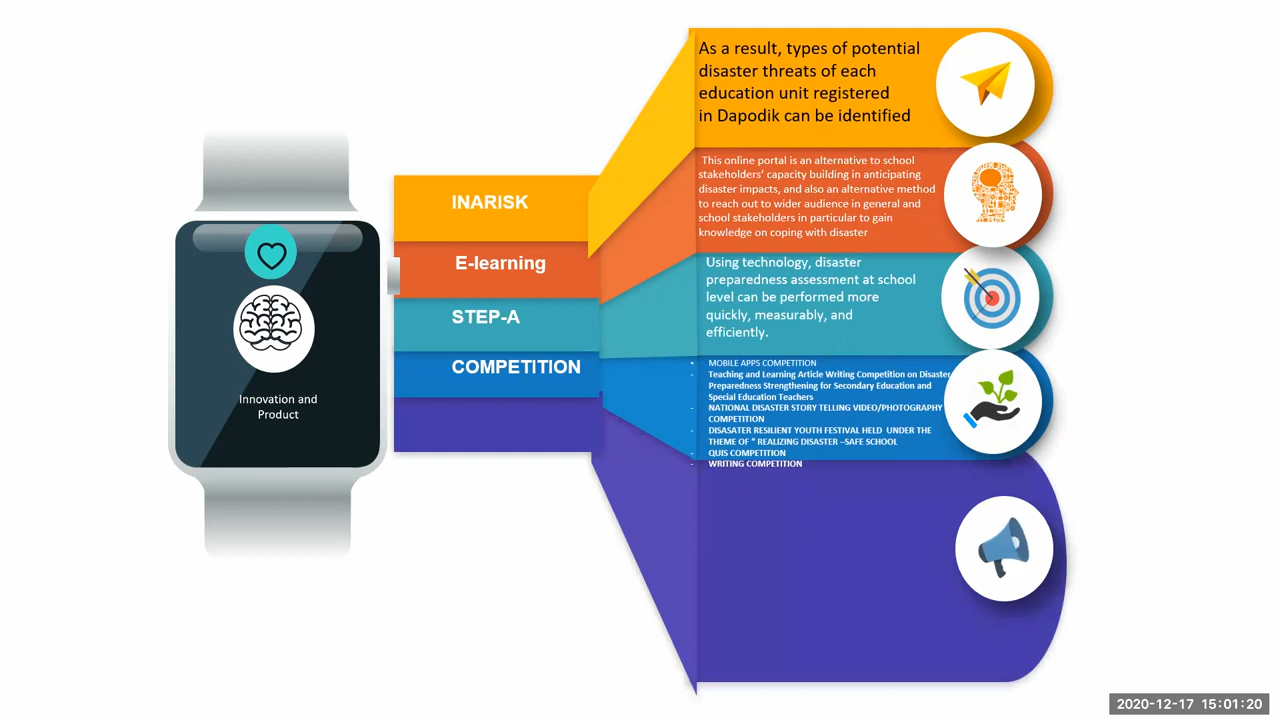 As a result, types of potential
disaster threats of each
education unit registered
in Dapodik can be identified
INARISK
This online portal is an alternative to school
stakeholders' capacity building in anticipating
disaster impacts, and also an alternative method
to reach out to wider audience in general and
school stakeholders in particular to gain
knowledge on coping with disaster
E-learning
Using technology, disaster
preparedness assessment at school
level can be performed more
quickly, measurably, and
efficiently.
STEP-A
COMPETITION
- MOBILE APPS COMPETITION
- Teaching and Learning Article Writing Competition on Disaster
Preparedness Strengthening for Secondary Education and
Special Education Teachers
- NATIONAL DISASTER STORY TELLING VIDEO/PHOTOGRAPHY
COMPETITION
- DISASATER RESILIENT YOUTH FESTIVAL HELD UNDER THE
THEME OF " REALIZING DISASTER –SAFE SCHOOL
- QUIS COMPETITION
- WRITING COMPETITION
Innovation and
Product
2020-12-17 15:01:20